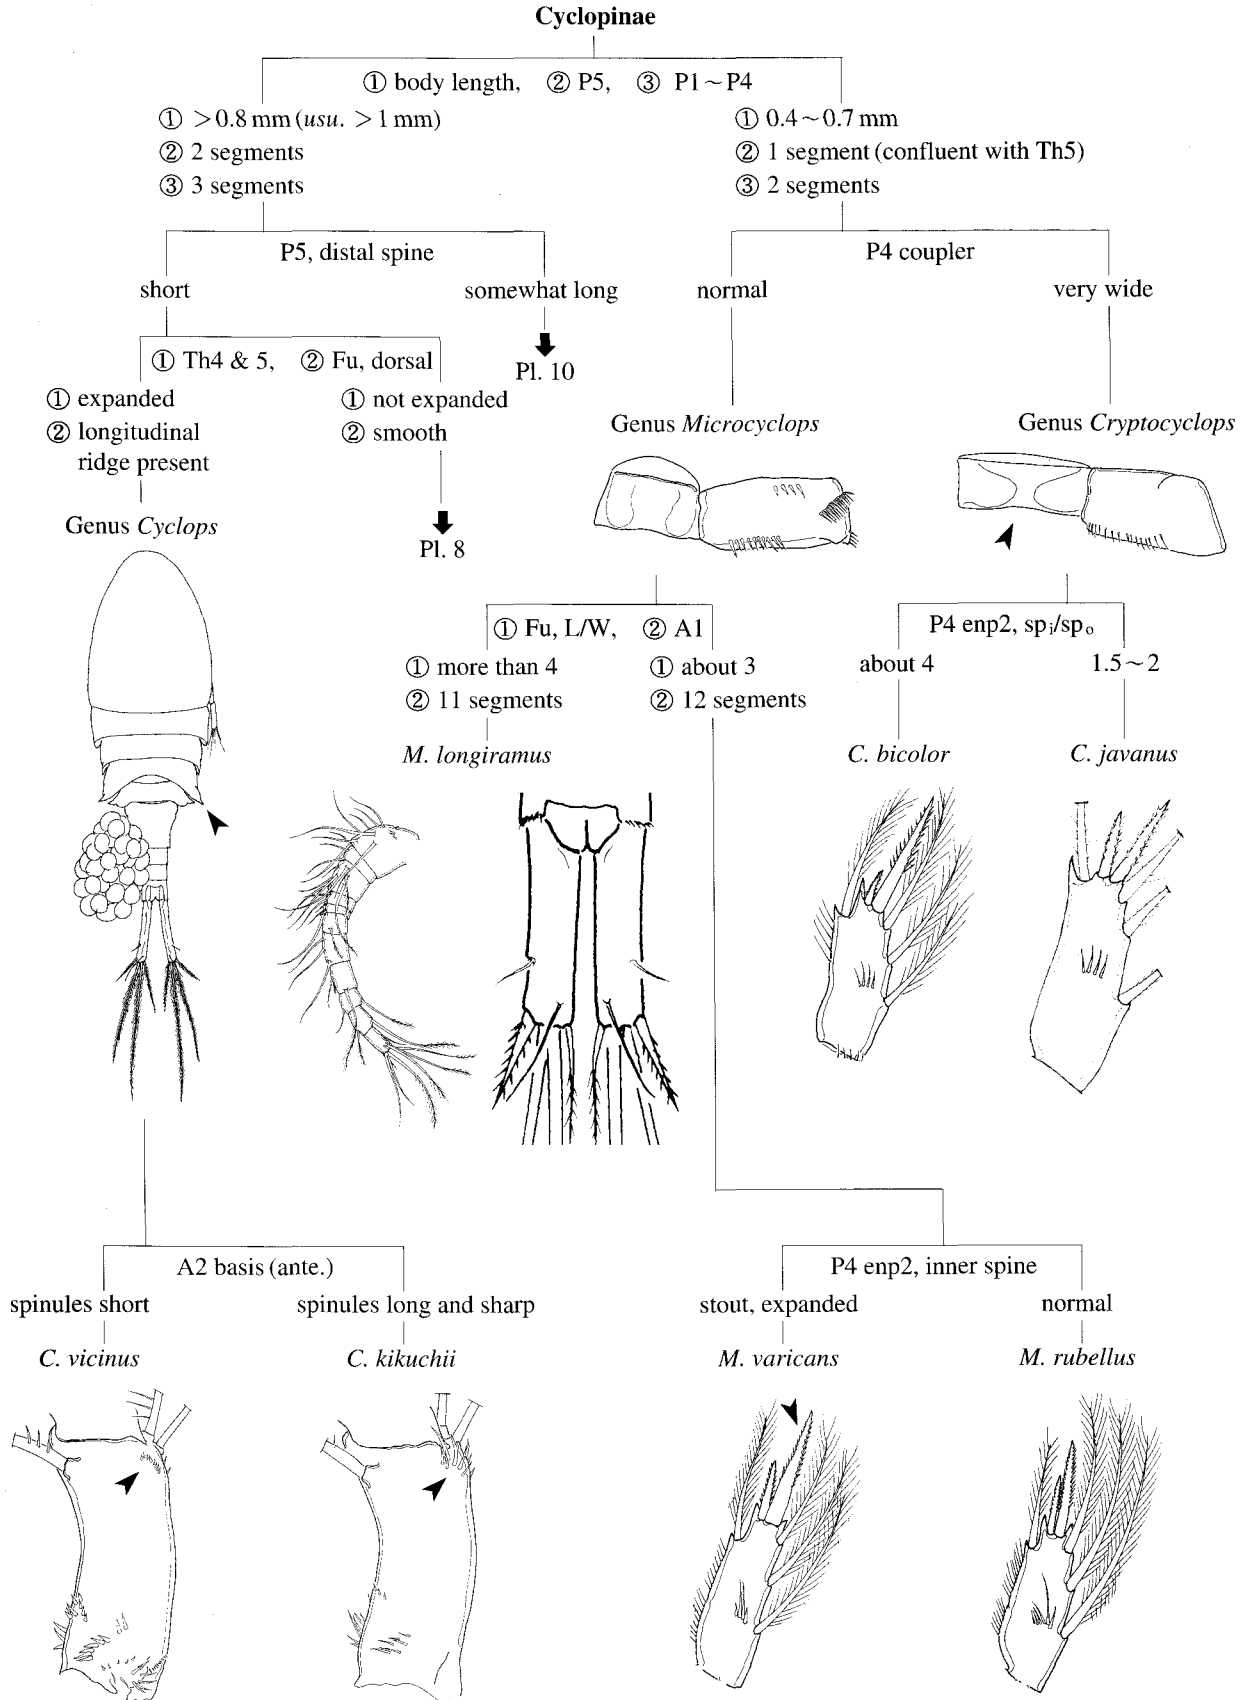 Cyclopinae
① body length, ② P5, ③ P1~P4
① >0.8 mm (usu. >1 mm)
② 2 segments
③ 3 segments
① 0.4~0.7 mm
② 1 segment (confluent with Th5)
③ 2 segments
P5, distal spine
short
somewhat long
Pl. 10
P4 coupler
normal
very wide
① Th4 & 5, ② Fu, dorsal
① expanded
② longitudinal
ridge present
① not expanded
② smooth
Pl. 8
Genus Cyclops
Genus Microcyclops
Genus Cryptocyclops
① Fu, L/W, ② A1
① more than 4
② 11 segments
① about 3
② 12 segments
M. longiramus
P4 enp2, spi/spo
about 4
1.5~2
C. bicolor
C. javanus
A2 basis (ante.)
spinules short
spinules long and sharp
C. vicinus
C. kikuchii
P4 enp2, inner spine
stout, expanded
normal
M. varicans
M. rubellus